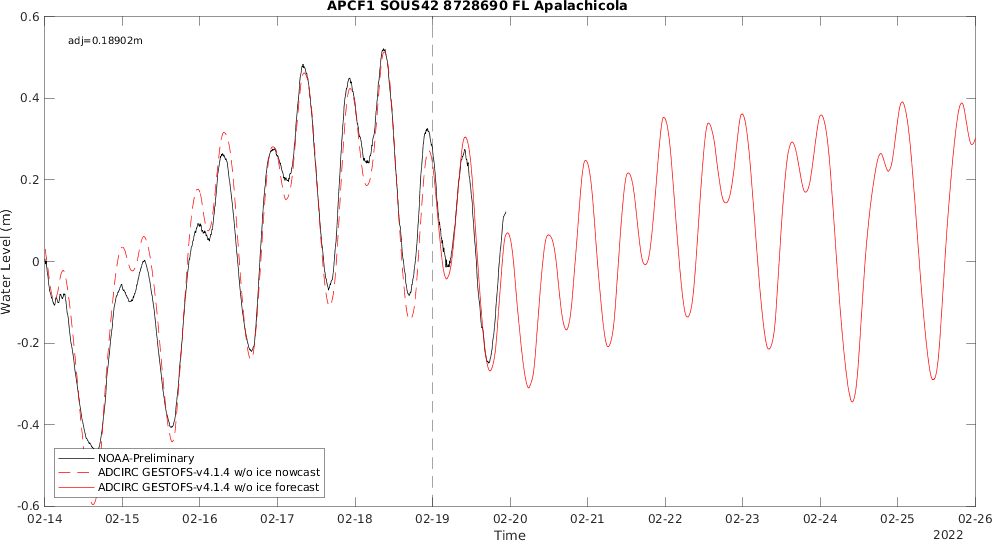 APCF1 SOUS42 8728690 FL Apalachicola
adj=0.18902m
0.6
0.4
0.2
0
-0.2
-0.4
-0.6
Water Level (m)
NOAA-Preliminary
ADCIRC GESTOFS-v4.1.4 w/o ice nowcast
ADCIRC GESTOFS-v4.1.4 w/o ice forecast
02-14 02-15 02-16 02-17 02-18 02-19 02-20 02-21 02-22 02-23 02-24 02-25 02-26
Time
2022